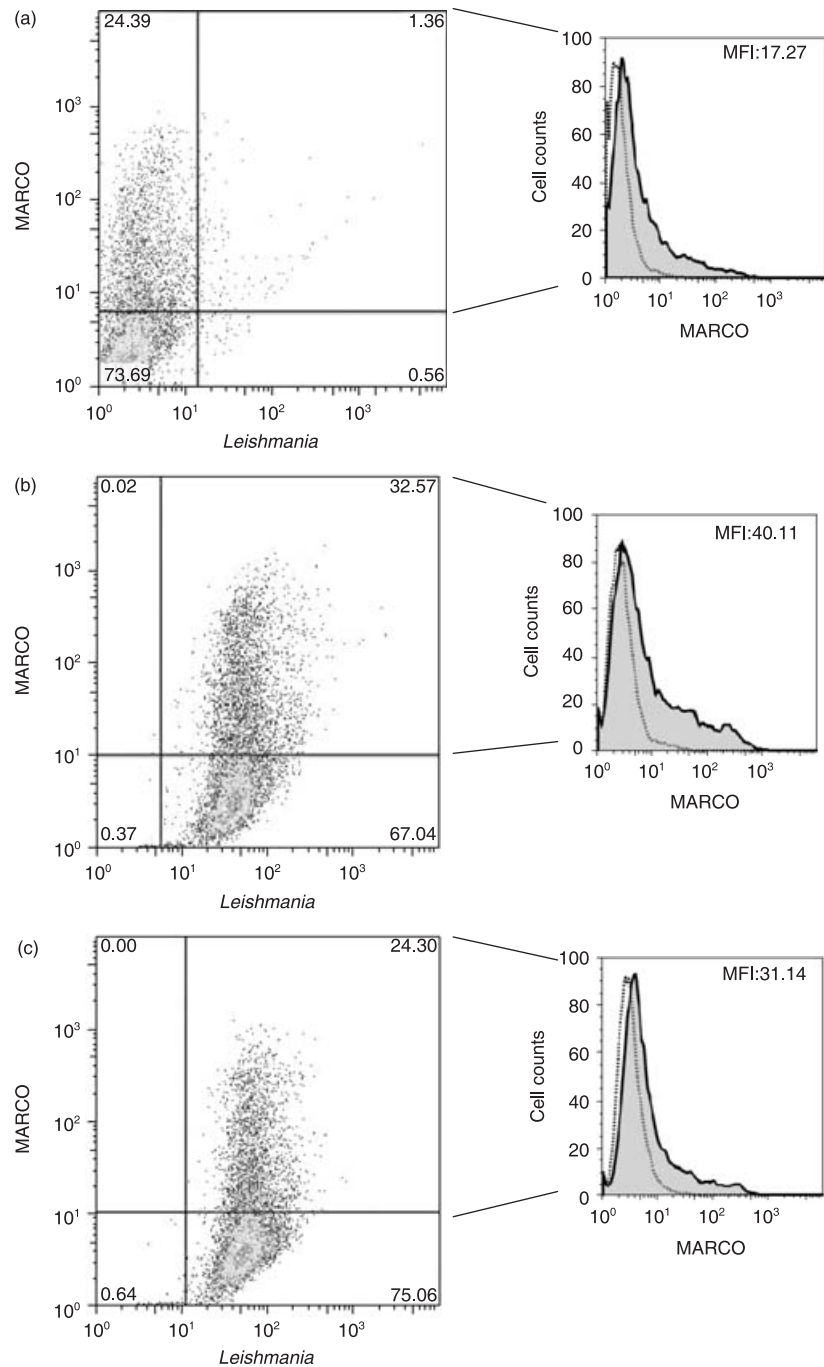 (a)
24.39 1.36
MARCO
10³
10²
10¹
10⁰
73.69 0.56
10⁰ 10¹ 10² 10³
Leishmania
MFI:17.27
Cell counts
100
80
60
40
20
0
10⁰ 10¹ 10² 10³
MARCO
(b)
0.02 32.57
MARCO
10³
10²
10¹
10⁰
0.37 67.04
10⁰ 10¹ 10² 10³
Leishmania
MFI:40.11
Cell counts
100
80
60
40
20
0
10⁰ 10¹ 10² 10³
MARCO
(c)
0.00 24.30
MARCO
10³
10²
10¹
10⁰
0.64 75.06
10⁰ 10¹ 10² 10³
Leishmania
MFI:31.14
Cell counts
100
80
60
40
20
0
10⁰ 10¹ 10² 10³
MARCO